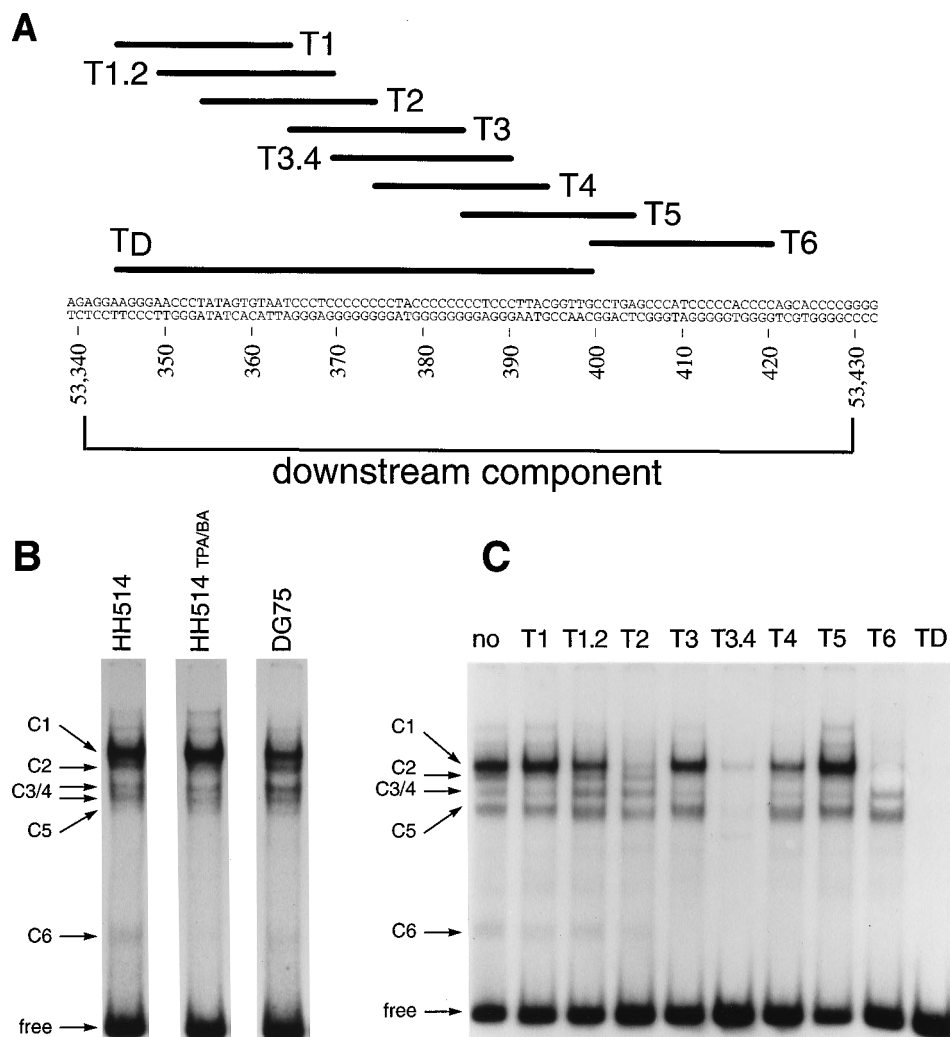 A
T1
T1.2
T2
T3
T3.4
T4
T5
T6
TD
AGAGGAAGGGAACCCTATAGTGTAATCCCTCCCCCCCCTACCCCCCCCTCCCTTACGGTTGCCTGAGCCCATCCCCCACCCCAGCACCCCGGGG
TCTCCTTCCCTTGGGATATCACATTAGGGAGGGGGGGGATGGGGGGGGAGGGAATGCCAACGGACTCGGGTAGGGGGTGGGGTCGTGGGGCCCC
53,340 350 360 370 380 390 400 410 420 53,430
downstream component
B
HH514 HH514 TPA/BA DG75
C1
C2
C3/4
C5
C6
free
C
no T1 T1.2 T2 T3 T3.4 T4 T5 T6 TD
C1
C2
C3/4
C5
C6
free